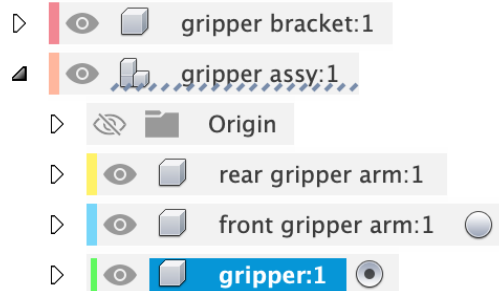 gripper bracket:1
gripper assy:1
Origin
rear gripper arm:1
front gripper arm:1
gripper:1